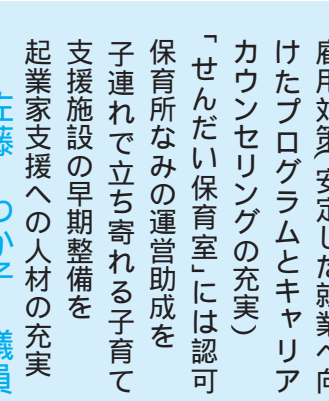 雇用対策(安定した就業へ向
けたプログラムとキャリア
カウンセリングの充実)
「せんだい保育室」には認可
保育所なみの運営助成を
子連れで立ち寄れる子育て
支援施設の早期整備を
起業家支援への人材の充実
佐藤 わか子 議員